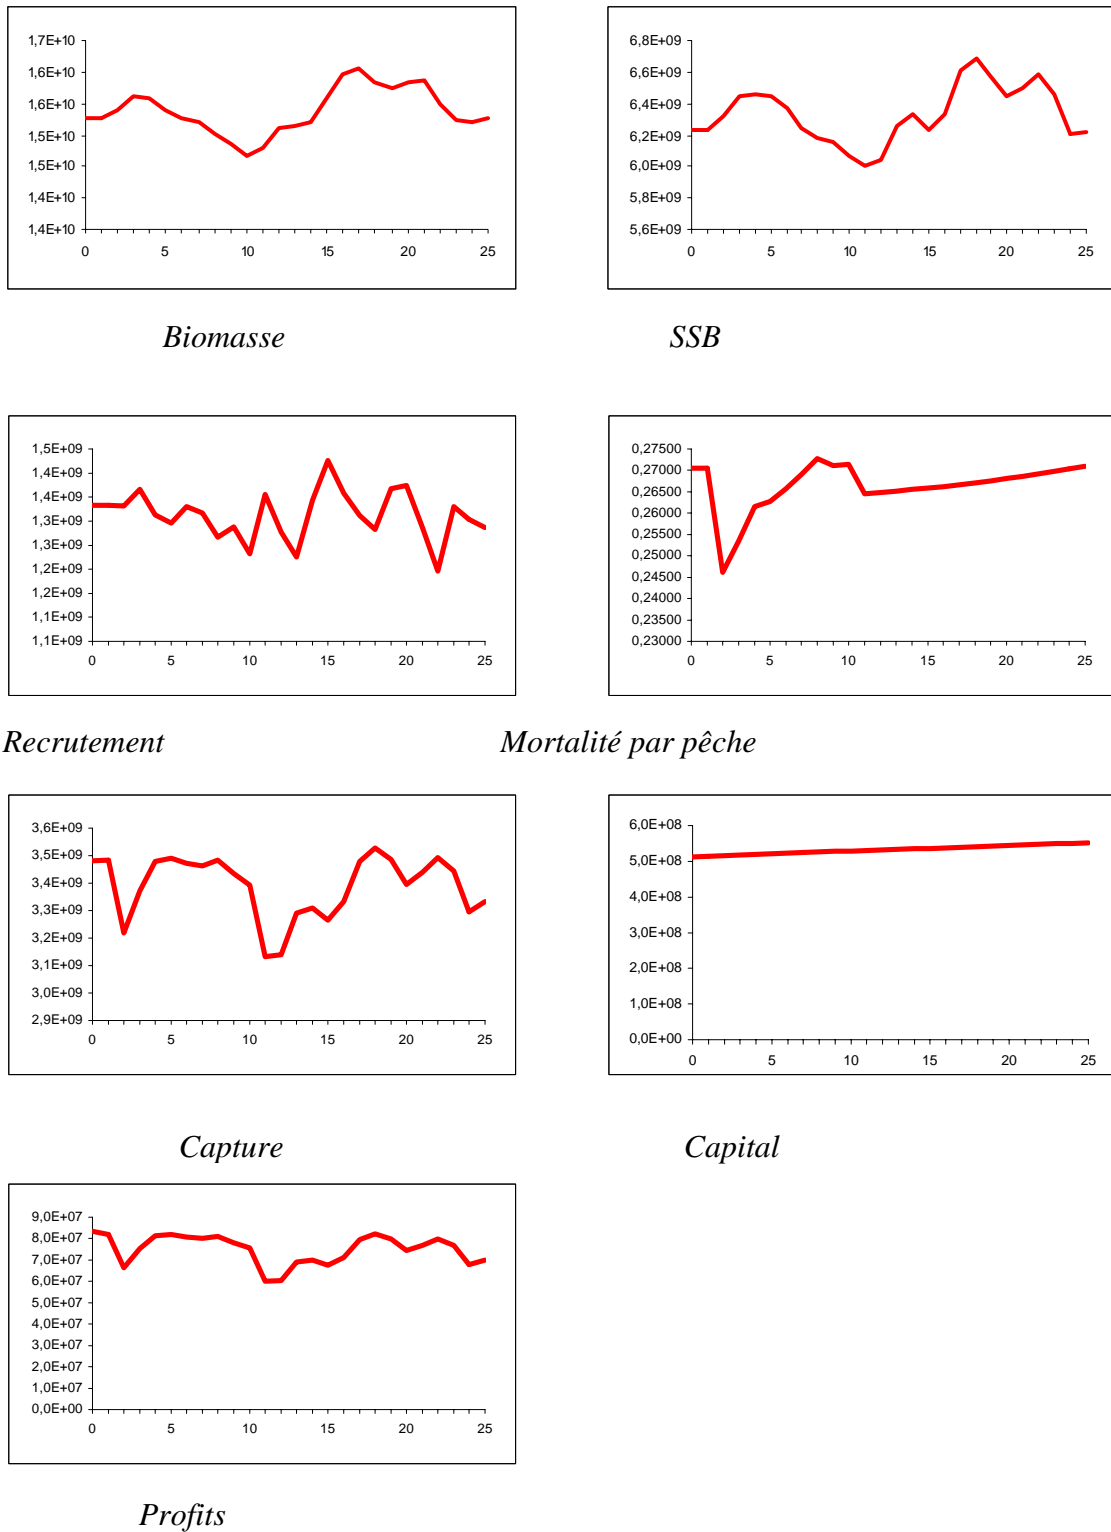 1,7E+10
1,6E+10
1,6E+10
1,5E+10
1,5E+10
1,4E+10
1,4E+10
0 5 10 15 20 25
6,8E+09
6,6E+09
6,4E+09
6,2E+09
6,0E+09
5,8E+09
5,6E+09
0 5 10 15 20 25
Biomasse
SSB
1,5E+09
1,4E+09
1,4E+09
1,3E+09
1,3E+09
1,2E+09
1,2E+09
1,1E+09
1,1E+09
0 5 10 15 20 25
0,27500
0,27000
0,26500
0,26000
0,25500
0,25000
0,24500
0,24000
0,23500
0,23000
0 5 10 15 20 25
Recrutement
Mortalité par pêche
3,6E+09
3,5E+09
3,4E+09
3,3E+09
3,2E+09
3,1E+09
3,0E+09
2,9E+09
0 5 10 15 20 25
6,0E+08
5,0E+08
4,0E+08
3,0E+08
2,0E+08
1,0E+08
0,0E+00
0 5 10 15 20 25
Capture
Capital
9,0E+07
8,0E+07
7,0E+07
6,0E+07
5,0E+07
4,0E+07
3,0E+07
2,0E+07
1,0E+07
0,0E+00
0 5 10 15 20 25
Profits